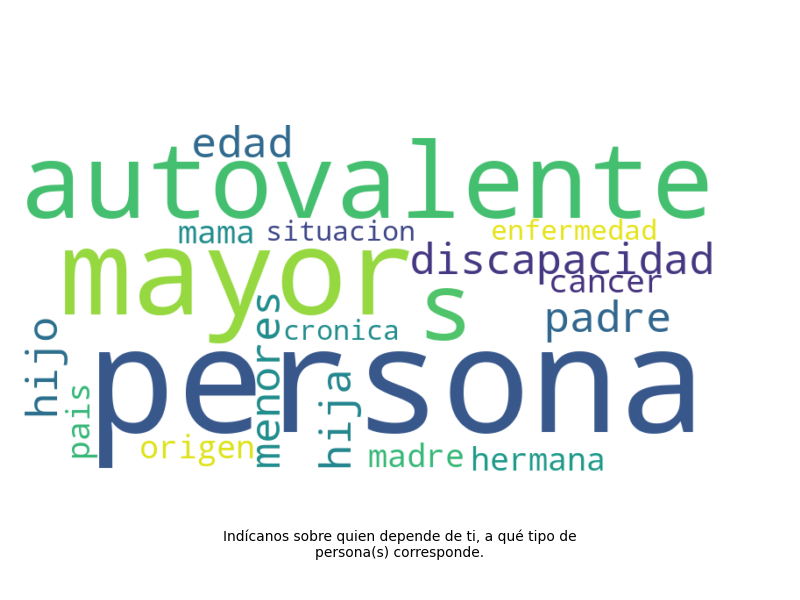 edad
autovalente
mama
situacion
enfermedad
mayor
discapacidad
cancer
s
padre
cronica
hijo
menores
persona
hija
pais
origen
madre
hermana
Indícanos sobre quien depende de ti, a qué tipo de
persona(s) corresponde.